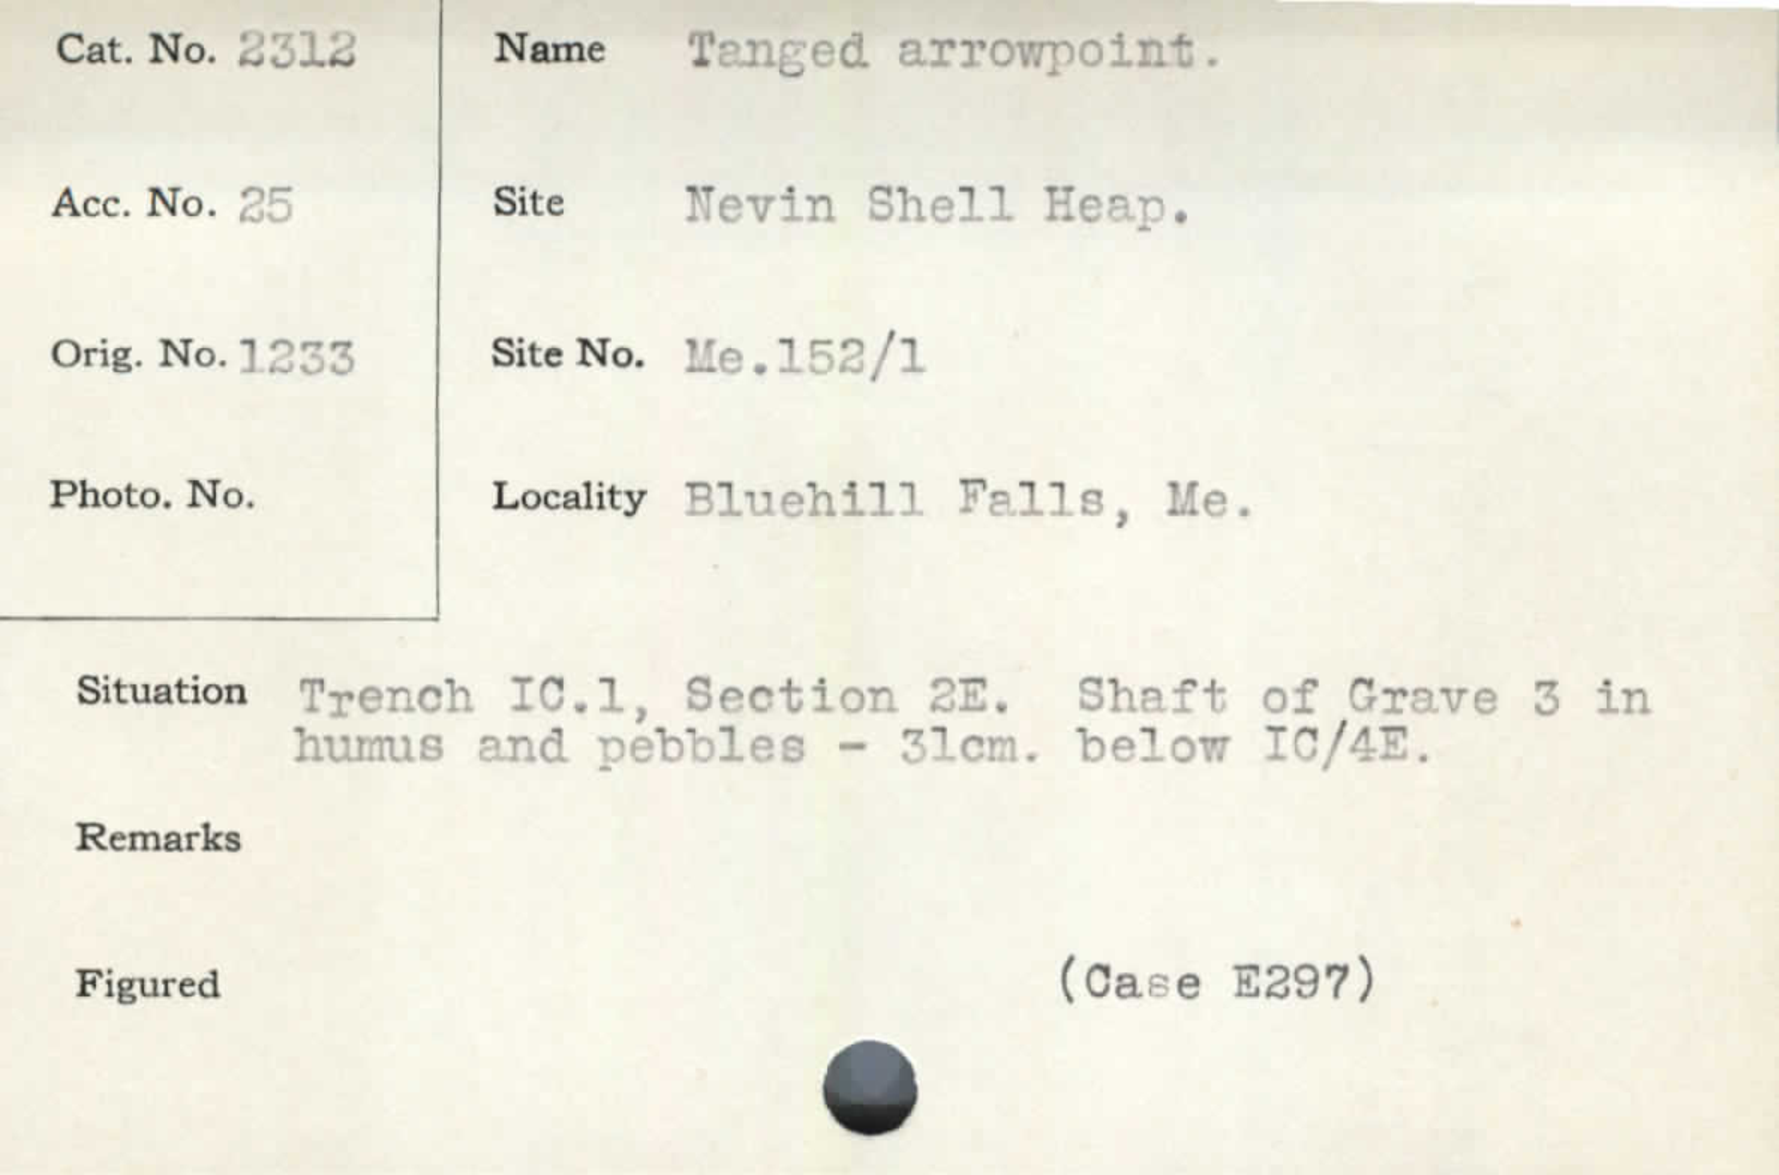 Cat. No. 2312 Name Tanged arrowpoint.
Acc. No. 25 Site Nevin Shell Heap.
Orig. No. 1233 Site No. Me.152/1
Photo. No. Locality Bluehill Falls, Me.
Situation Trench IC.1, Section 2E. Shaft of Grave 3 in
humus and pebbles - 31cm. below IC/4E.
Remarks
Figured (Case E297)